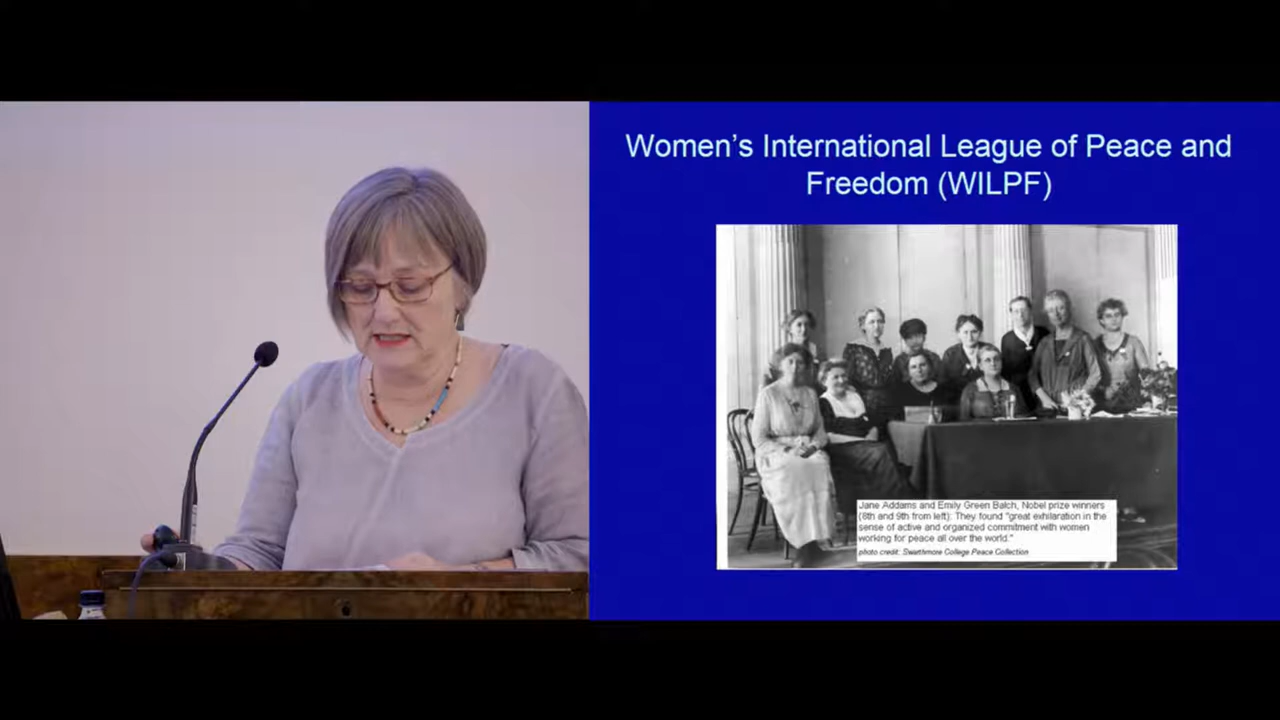 Women's International League of Peace and
Freedom (WILPF)
Jane Addams and Emily Green Balch, Nobel prize winners
(8th and 9th from left): They found "great exhilaration in the
sense of active and organized commitment with women
working for peace all over the world."
photo credit: Swarthmore College Peace Collection